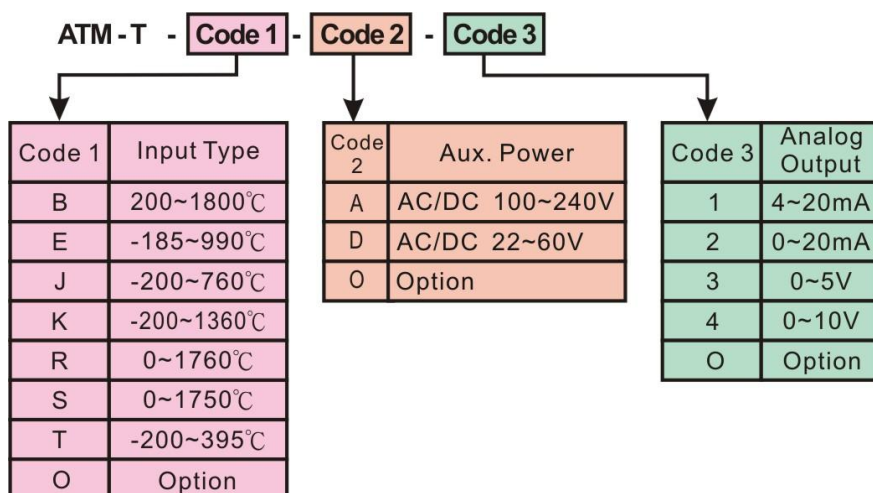 ATM - T - Code 1 - Code 2 - Code 3
Code 1 Input Type
B 200~1800℃
E -185~990℃
J -200~760℃
K -200~1360℃
R 0~1760℃
S 0~1750℃
T -200~395℃
O Option
Code 2 Aux. Power
A AC/DC 100~240V
D AC/DC 22~60V
O Option
Code 3 Analog Output
1 4~20mA
2 0~20mA
3 0~5V
4 0~10V
O Option